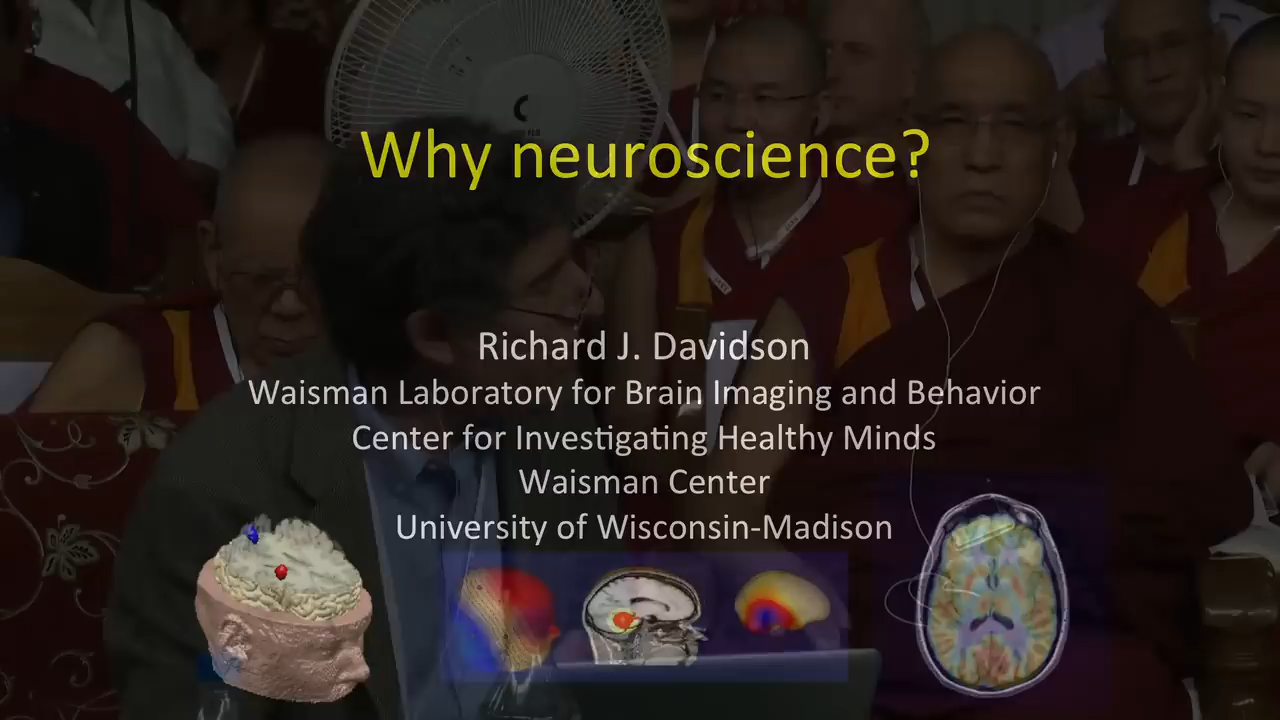 Why neuroscience?
Richard J. Davidson
Waisman Laboratory for Brain Imaging and Behavior
Center for Investigating Healthy Minds
Waisman Center
University of Wisconsin-Madison